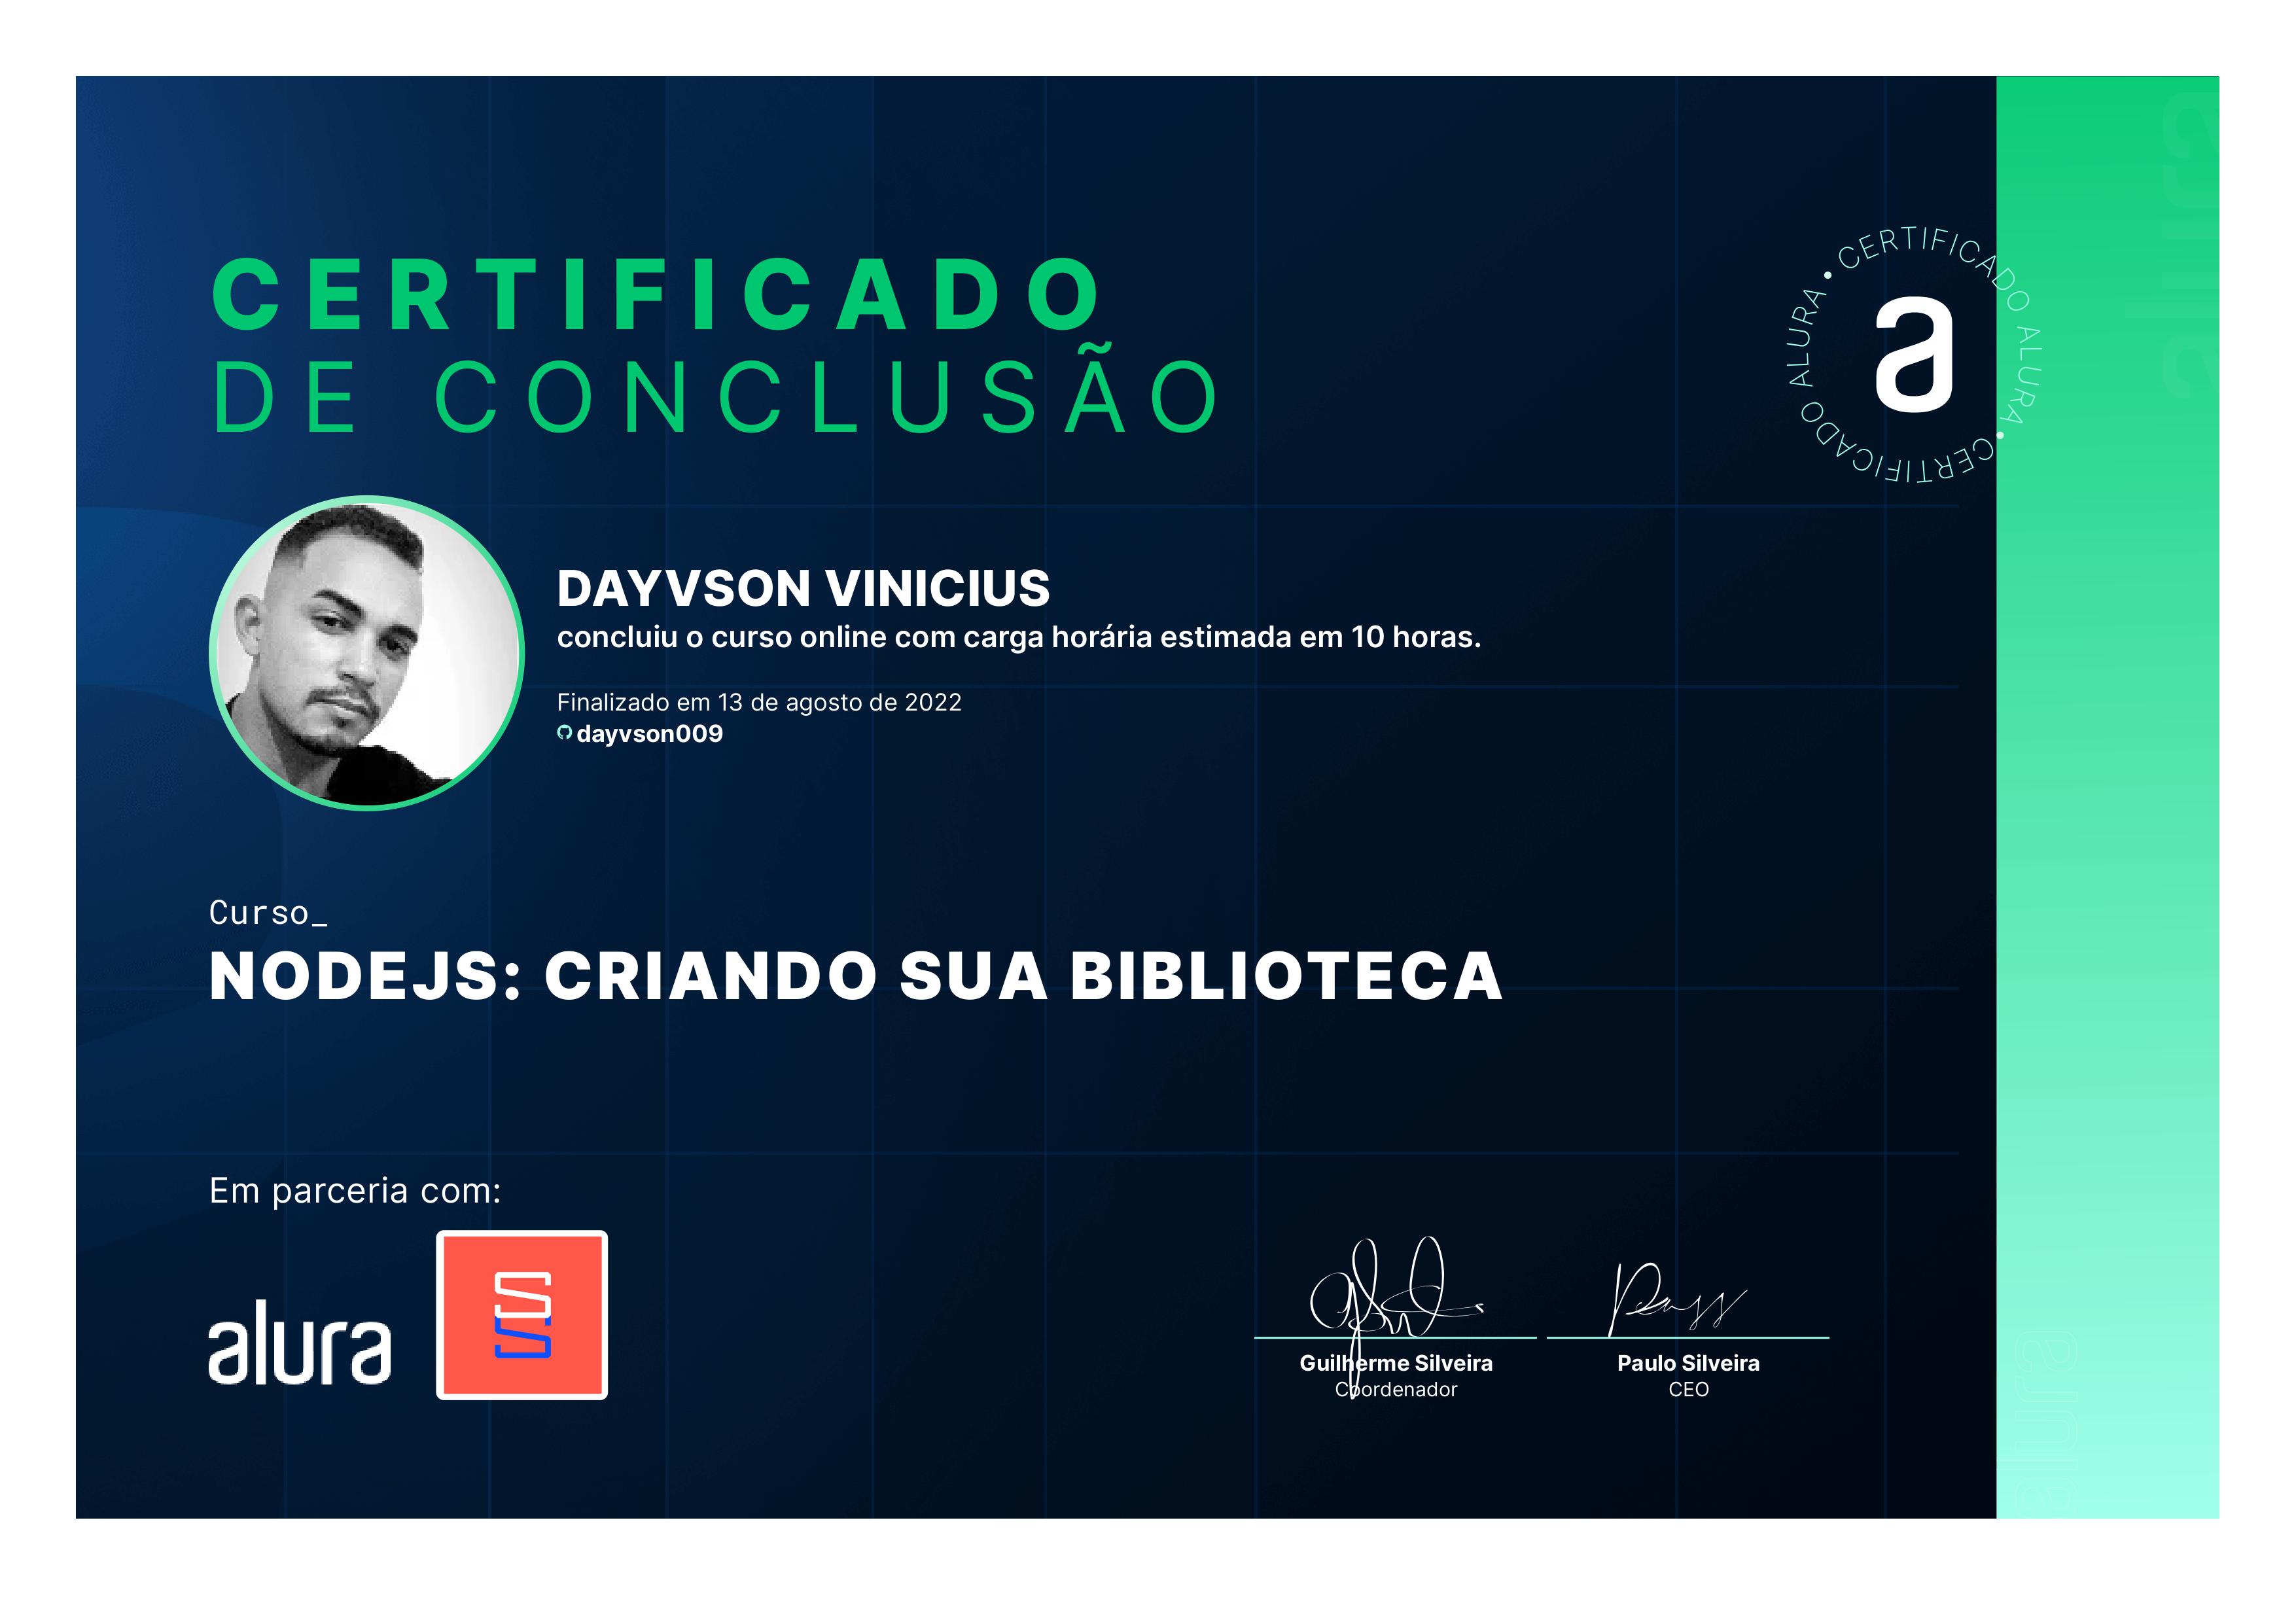 CERTIFICADO
DE CONCLUSÃO
CERTIFICADO ALURA • CERTIFICADO ALURA •
a
alura
DAYVSON VINICIUS
concluiu o curso online com carga horária estimada em 10 horas.
Finalizado em 13 de agosto de 2022
dayvson009
Curso_
NODEJS: CRIANDO SUA BIBLIOTECA
Em parceria com:
alura
Guilherme Silveira
Coordenador
Paulo Silveira
CEO
alura